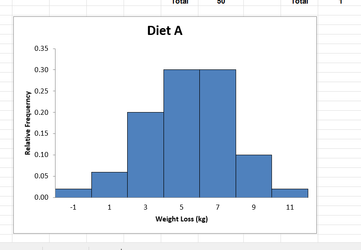 Total 50 Total 1
Diet A
0.35
0.30
0.25
0.20
0.15
0.10
0.05
0.00
Relative Frequerncy
-1 1 3 5 7 9 11
Weight Loss (kg)